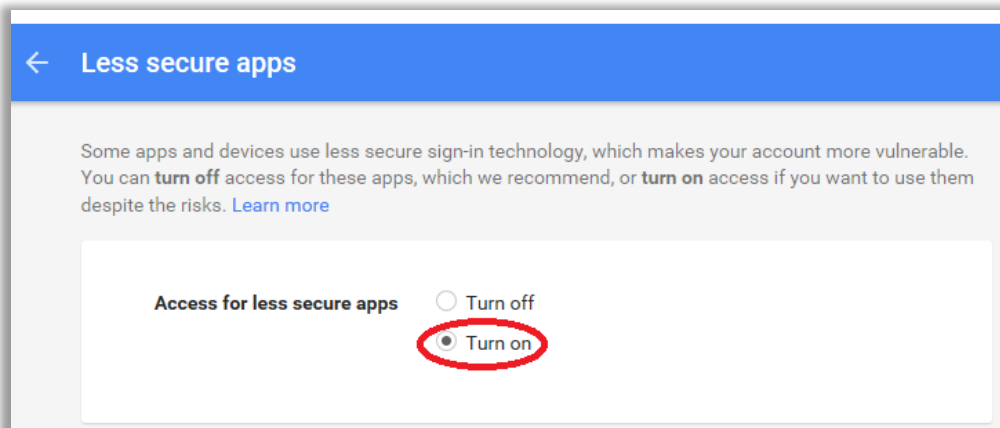 Less secure apps
Some apps and devices use less secure sign-in technology, which makes your account more vulnerable.
You can turn off access for these apps, which we recommend, or turn on access if you want to use them
despite the risks. Learn more
Access for less secure apps
Turn off
Turn on